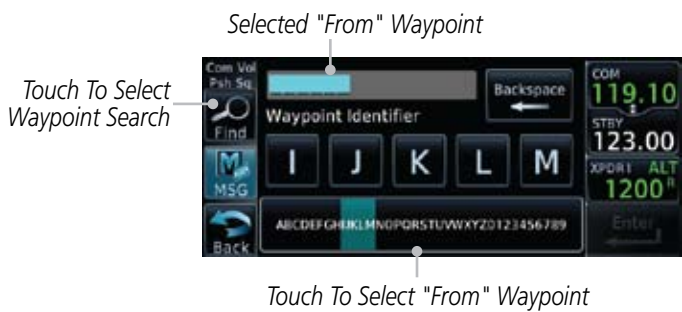 Selected "From" Waypoint
Touch To Select
Waypoint Search
Com Vol
Psh Sq
Find
MSG
Back
Backspace
Waypoint Identifier
I J K L M
ABCDEFGHIJKLMNOPQRSTUVWXYZ0123456789
COM
119.10
STBY
123.00
XPDR1 ALT
1200 R
Enter
Touch To Select "From" Waypoint